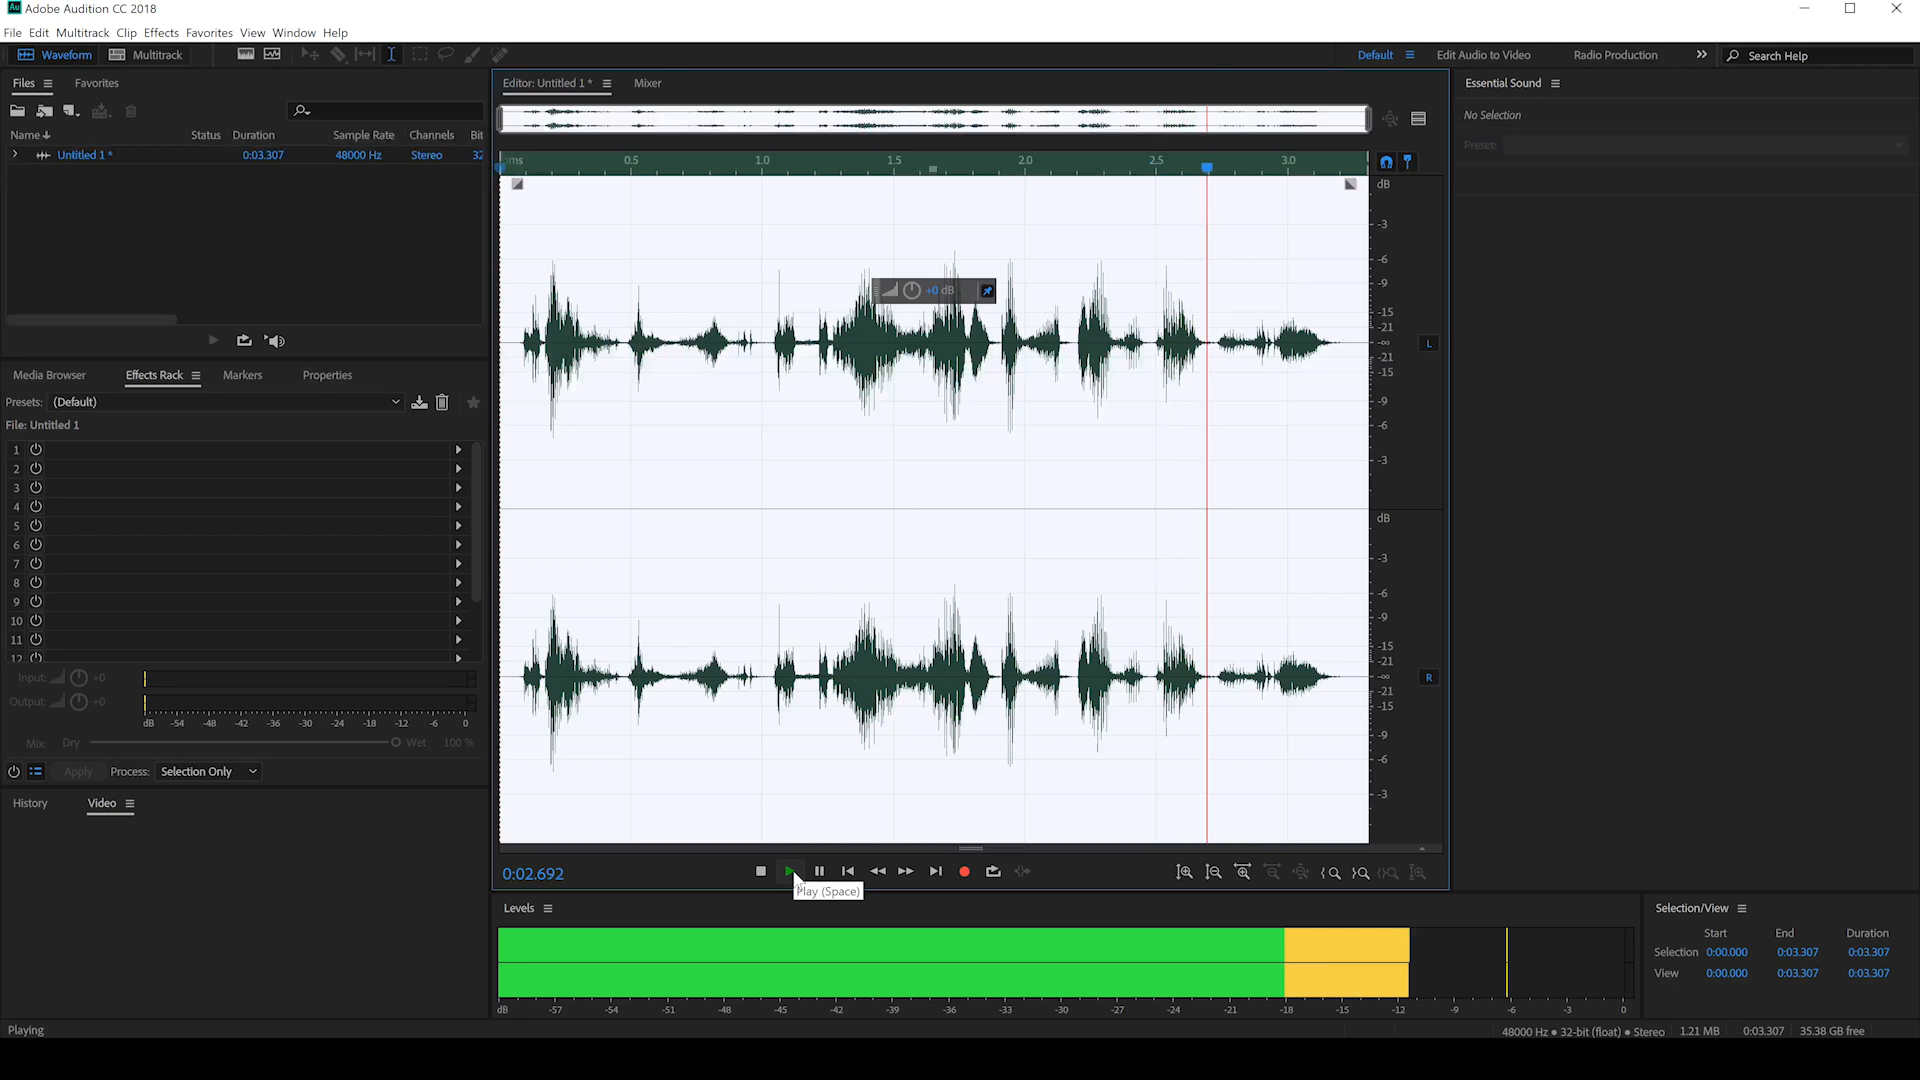 Adobe Audition CC 2018
File Edit Multitrack Clip Effects Favorites View Window Help
Waveform Multitrack Default Edit Audio to Video Radio Production Search Help
Files Favorites
Name Status Duration Sample Rate Channels Bit
Untitled 1 * 0:03.307 48000 Hz Stereo 32
Media Browser Effects Rack Markers Properties
Presets: (Default)
File: Untitled 1
1
2
3
4
5
6
7
8
9
10
11
12
Input: +0
Output: +0
dB -54 -48 -42 -36 -30 -24 -18 -12 -6 0
Mix: Dry Wet 100 %
Apply Process: Selection Only
History Video
Editor: Untitled 1 * Mixer
hms 0.5 1.0 1.5 2.0 2.5 3.0
+0 dB
dB
-3
-6
-9
-15
-21
-∞
-21
-15
-9
-6
-3
L
dB
-3
-6
-9
-15
-21
-∞
-21
-15
-9
-6
-3
R
0:02.692
Play (Space)
Essential Sound
No Selection
Preset:
Levels
dB -57 -54 -51 -48 -45 -42 -39 -36 -33 -30 -27 -24 -21 -18 -15 -12 -9 -6 -3 0
Selection/View
Start End Duration
Selection 0:00.000 0:03.307 0:03.307
View 0:00.000 0:03.307 0:03.307
Playing
48000 Hz • 32-bit (float) • Stereo 1.21 MB 0:03.307 35.38 GB free